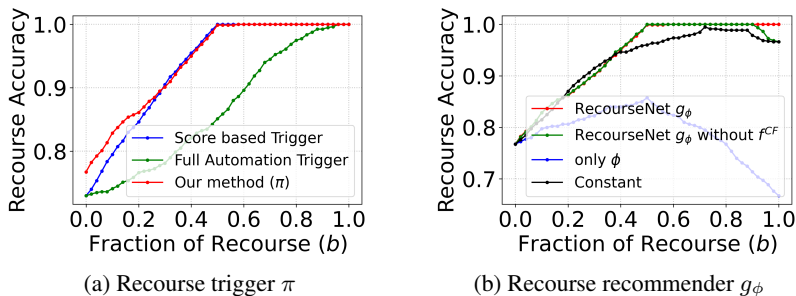 Recourse Accuracy
1.0
0.9
0.8
Score based Trigger
Full Automation Trigger
Our method (π)
0.0 0.2 0.4 0.6 0.8 1.0
Fraction of Recourse (b)
(a) Recourse trigger π
Recourse Accuracy
1.0
0.9
0.8
0.7
RecourseNet gϕ
RecourseNet gϕ without f^CF
only ϕ
Constant
0.0 0.2 0.4 0.6 0.8 1.0
Fraction of Recourse (b)
(b) Recourse recommender gϕ